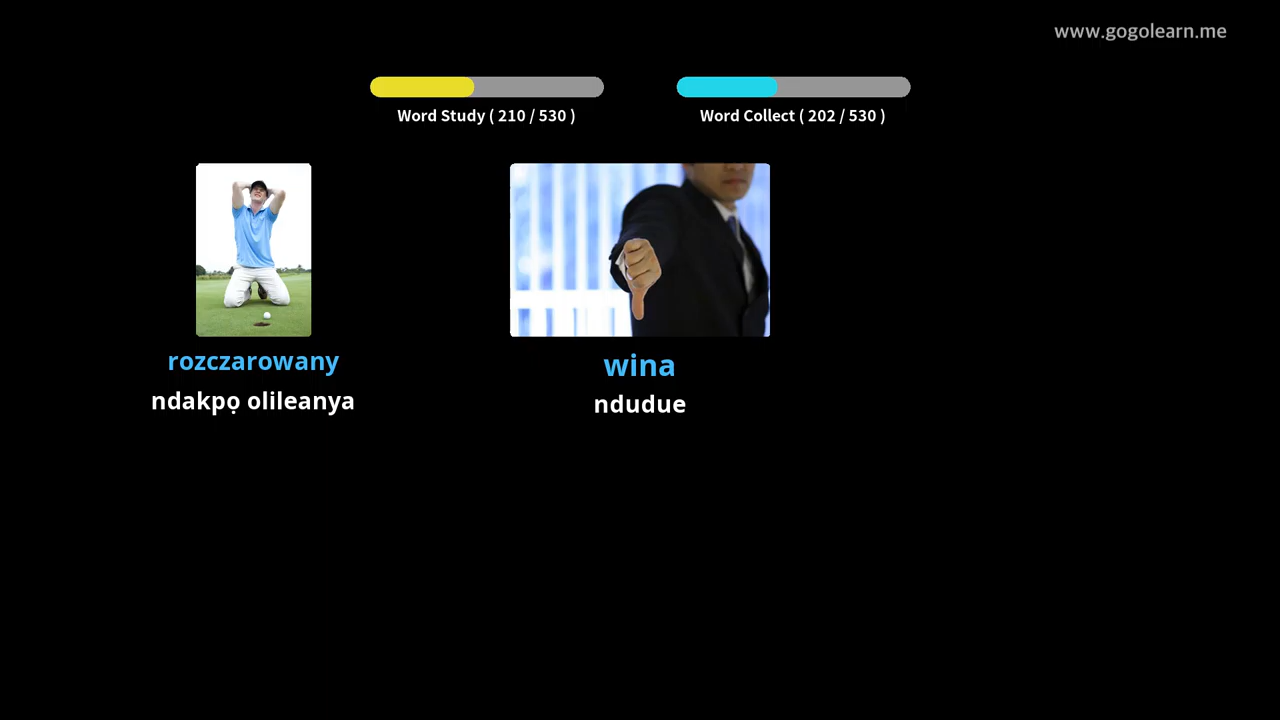 www.gogolearn.me
Word Study ( 210 / 530 )
Word Collect ( 202 / 530 )
rozczarowany
ndakpọ olileanya
wina
ndudue